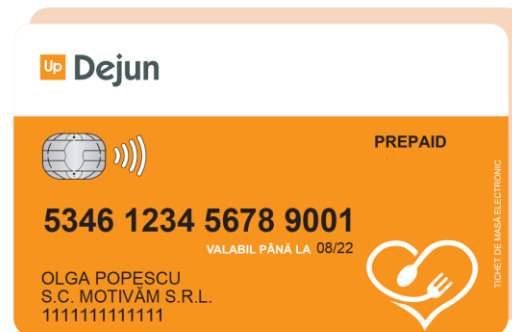 Up Dejun
PREPAID
5346 1234 5678 9001
VALABIL PÂNĂ LA 08/22
OLGA POPESCU
S.C. MOTIVĂM S.R.L.
1111111111111
TICHET DE MASĂ ELECTRONIC